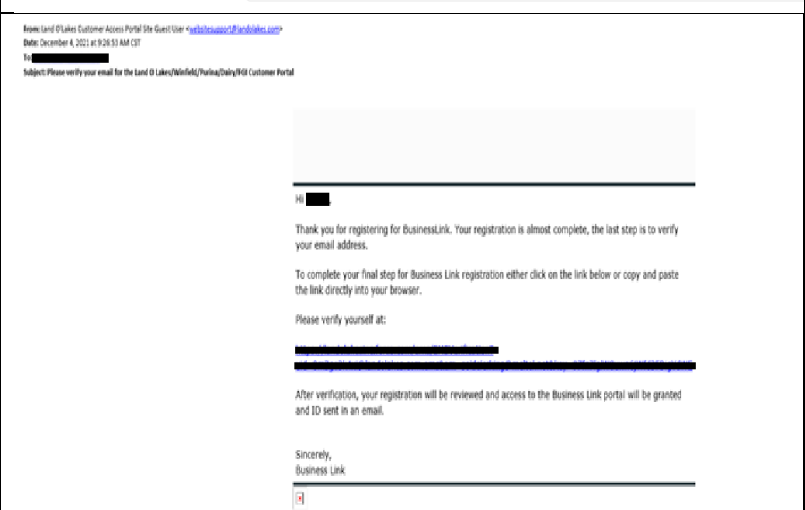 From: Land O'Lakes Customer Access Portal Site Guest User <websitesupport@landolakes.com>
Date: December 4, 2021 at 9:26:53 AM CST
To:
Subject: Please verify your email for the Land O Lakes/Winfield/Purina/Dairy/FGI Customer Portal
Hi ,
Thank you for registering for BusinessLink. Your registration is almost complete, the last step is to verify
your email address.
To complete your final step for Business Link registration either click on the link below or copy and paste
the link directly into your browser.
Please verify yourself at:
After verification, your registration will be reviewed and access to the Business Link portal will be granted
and ID sent in an email.
Sincerely,
Business Link